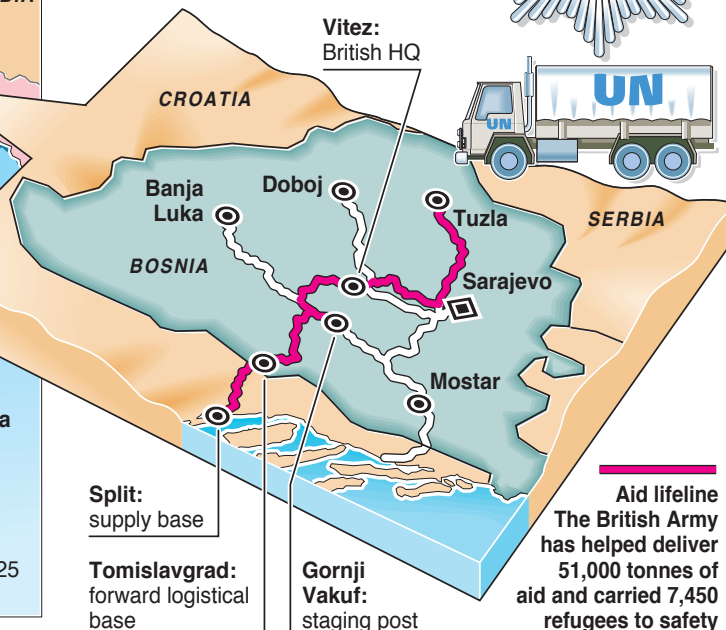 Vitez:
British HQ
CROATIA
UN
UN
Banja
Luka
Doboj
Tuzla
SERBIA
BOSNIA
Sarajevo
Mostar
Split:
supply base
Tomislavgrad:
forward logistical
base
Gornji
Vakuf:
staging post
Aid lifeline
The British Army
has helped deliver
51,000 tonnes of
aid and carried 7,450
refugees to safety
a
25